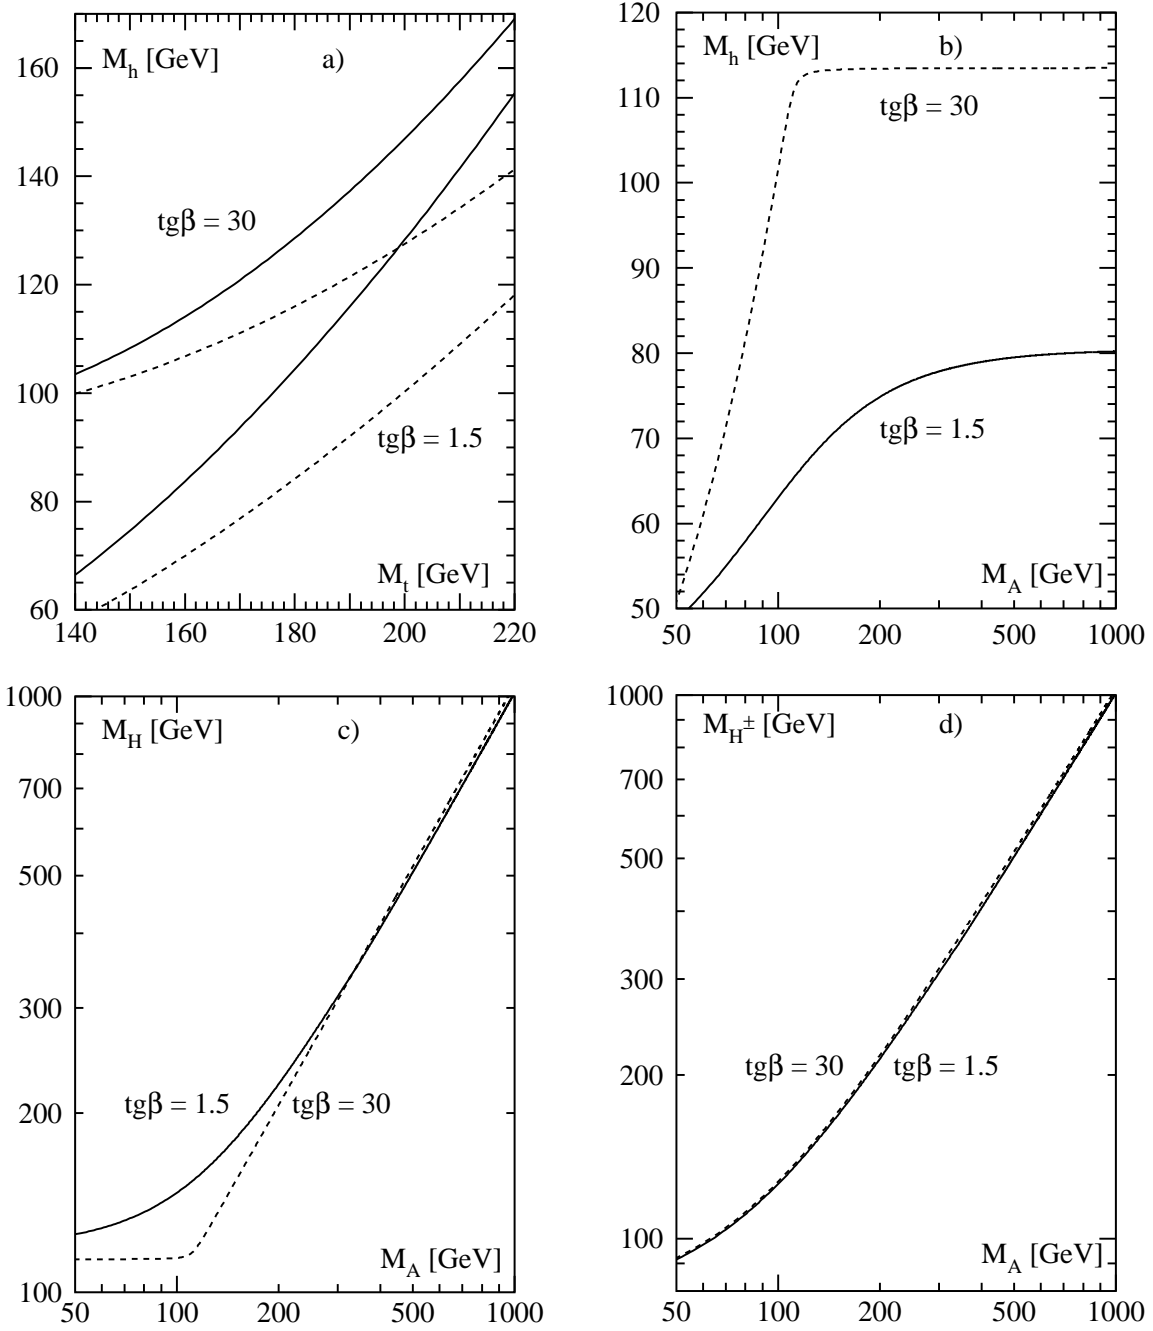 M_h [GeV] a)
160
140
120
100
80
60
tgβ = 30
tgβ = 1.5
M_t [GeV]
140 160 180 200 220
M_h [GeV] b)
120
110
100
90
80
70
60
50
tgβ = 30
tgβ = 1.5
M_A [GeV]
50 100 200 500 1000
M_H [GeV] c)
1000
700
500
300
200
100
tgβ = 1.5 tgβ = 30
M_A [GeV]
50 100 200 500 1000
M_H± [GeV] d)
1000
700
500
300
200
100
tgβ = 30 tgβ = 1.5
M_A [GeV]
50 100 200 500 1000